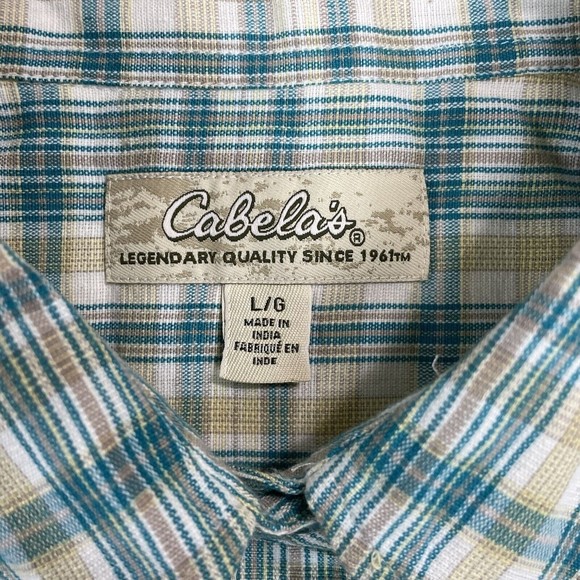 Cabela's®
LEGENDARY QUALITY SINCE 1961™
L/G
MADE IN
INDIA
FABRIQUÉ EN
INDE